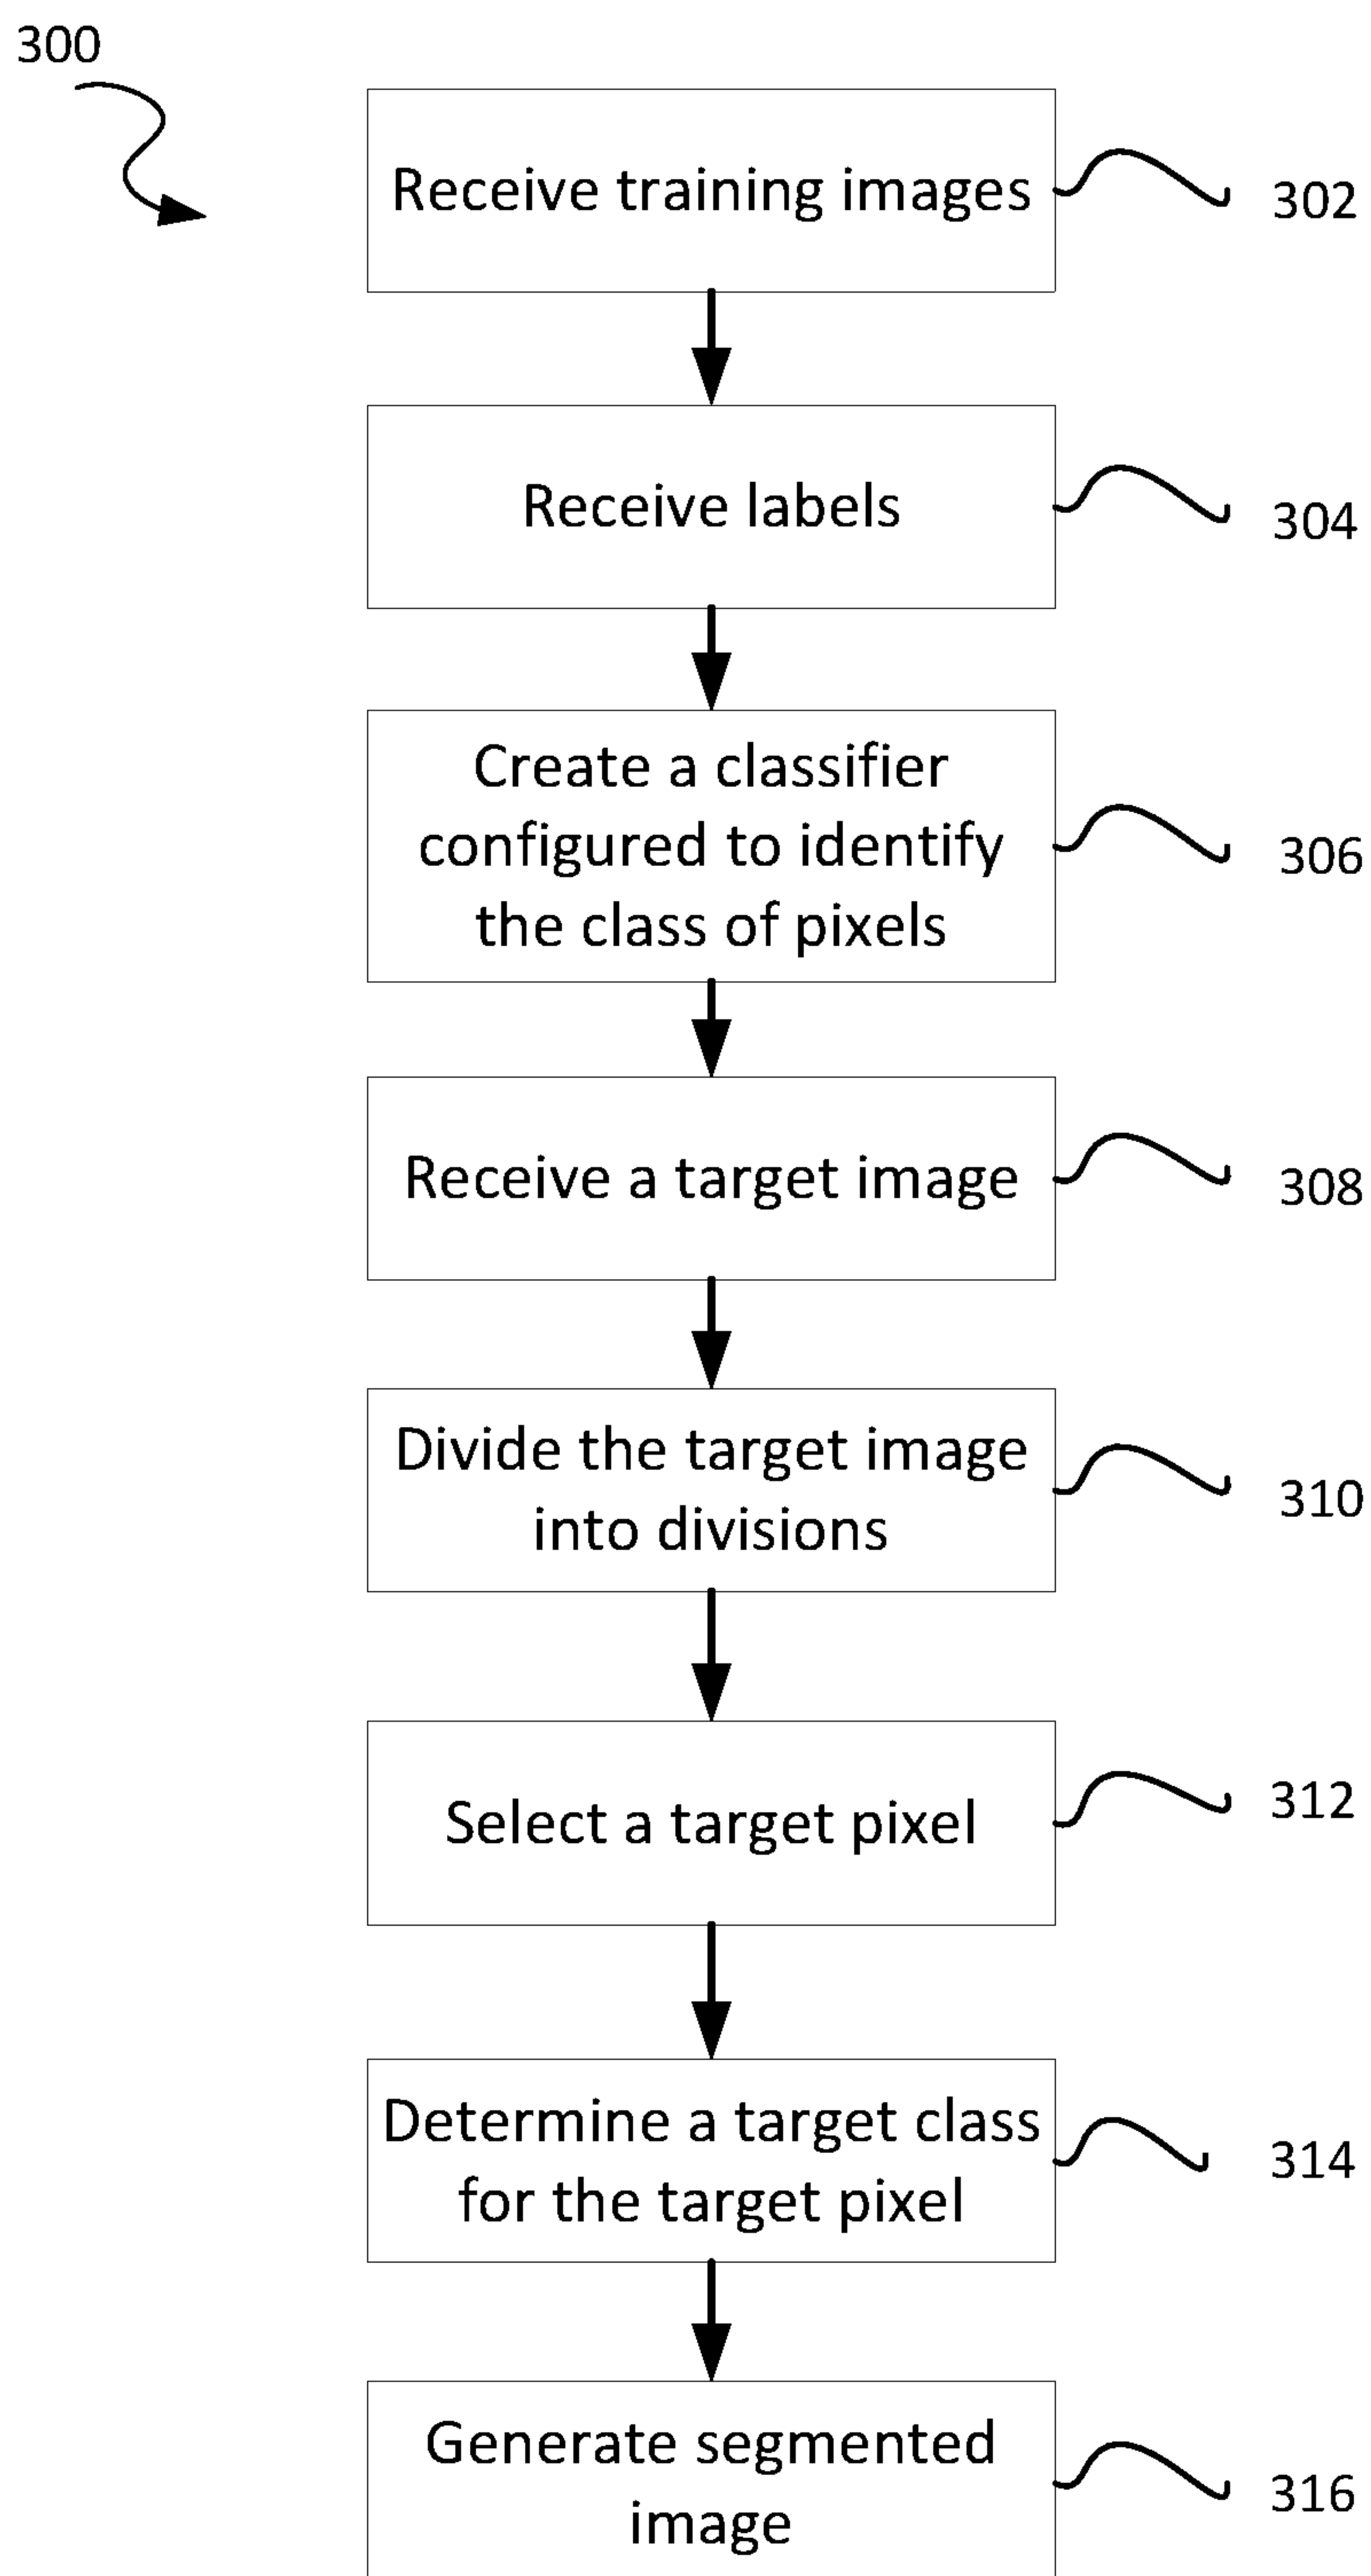 300
Receive training images
302
Receive labels
304
Create a classifier
configured to identify
the class of pixels
306
Receive a target image
308
Divide the target image
into divisions
310
Select a target pixel
312
Determine a target class
for the target pixel
314
Generate segmented
image
316